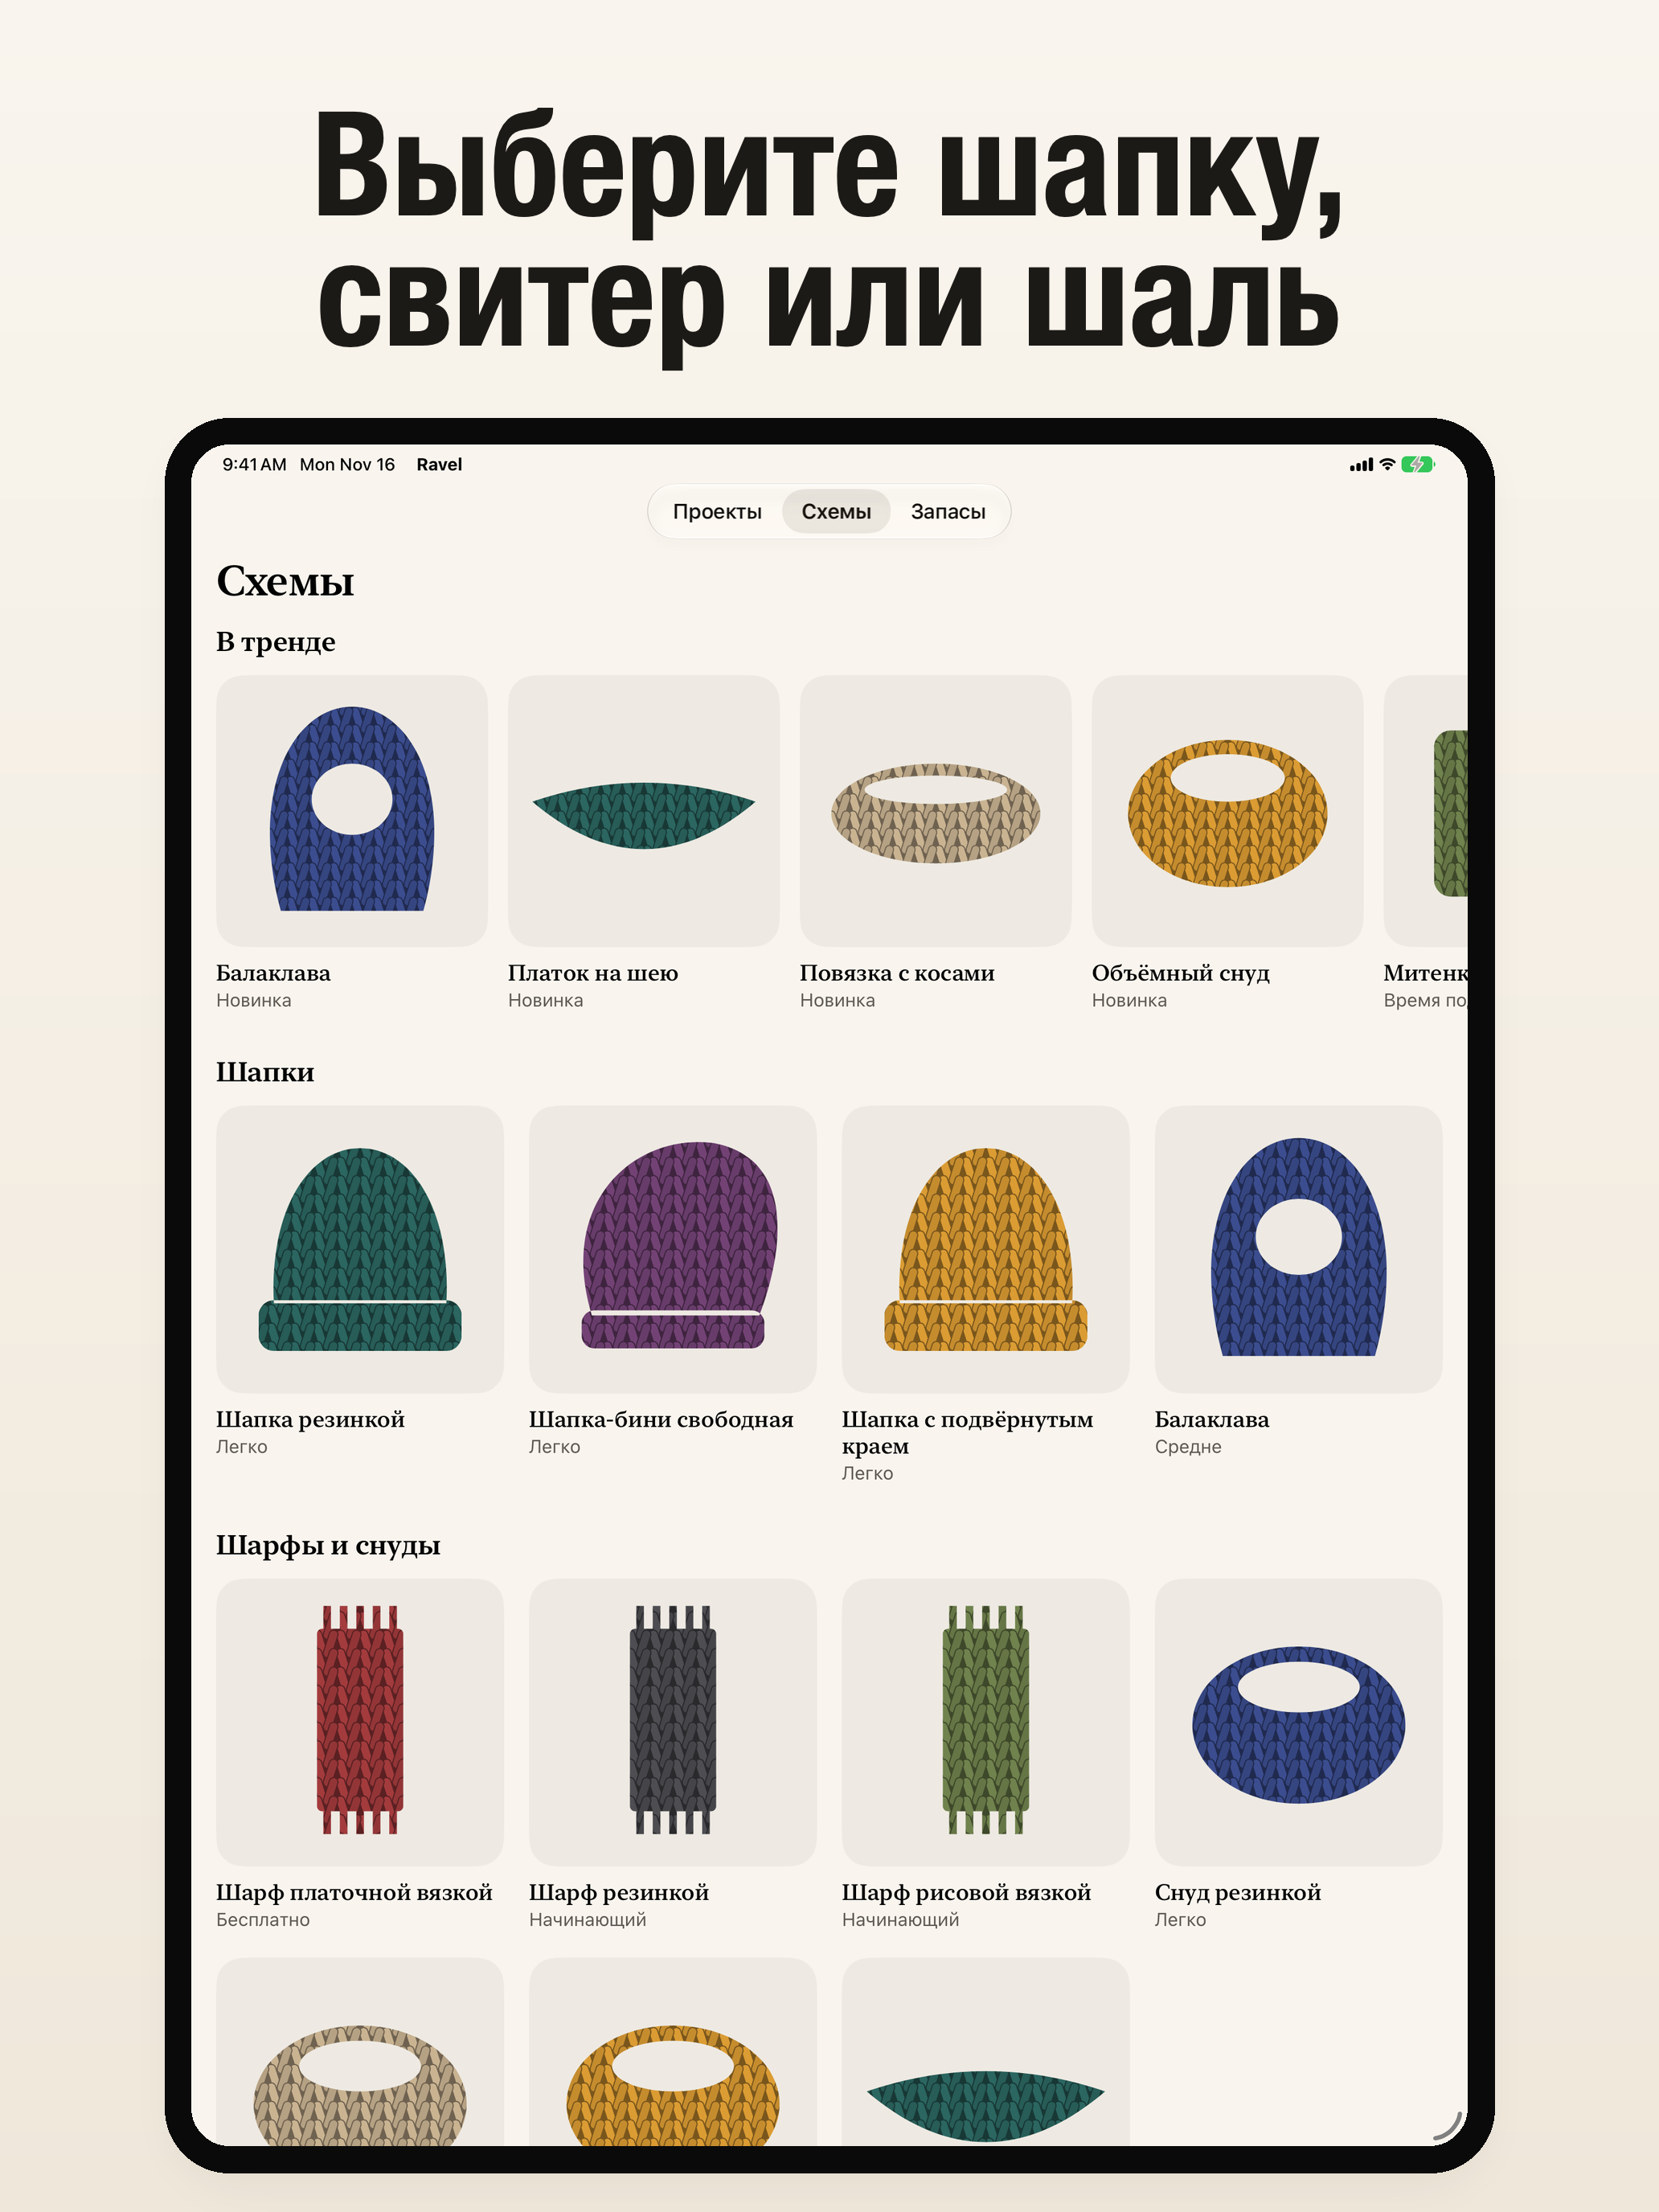 Выберите шапку,
свитер или шаль
9:41 AM Mon Nov 16 Ravel
Проекты Схемы Запасы
Схемы
В тренде
Балаклава Платок на шею Повязка с косами Объёмный снуд
Новинка Новинка Новинка Новинка Время
Шапки
Шапка резинкой Шапка-бини свободная Шапка с подвёрнутым Балаклава
краем
Легко Легко Легко Средне
Шарфы и снуды
Шарф платочной вязкой Шарф резинкой Шарф рисовой вязкой Снуд резинкой
Бесплатно Начинающий Начинающий Легко